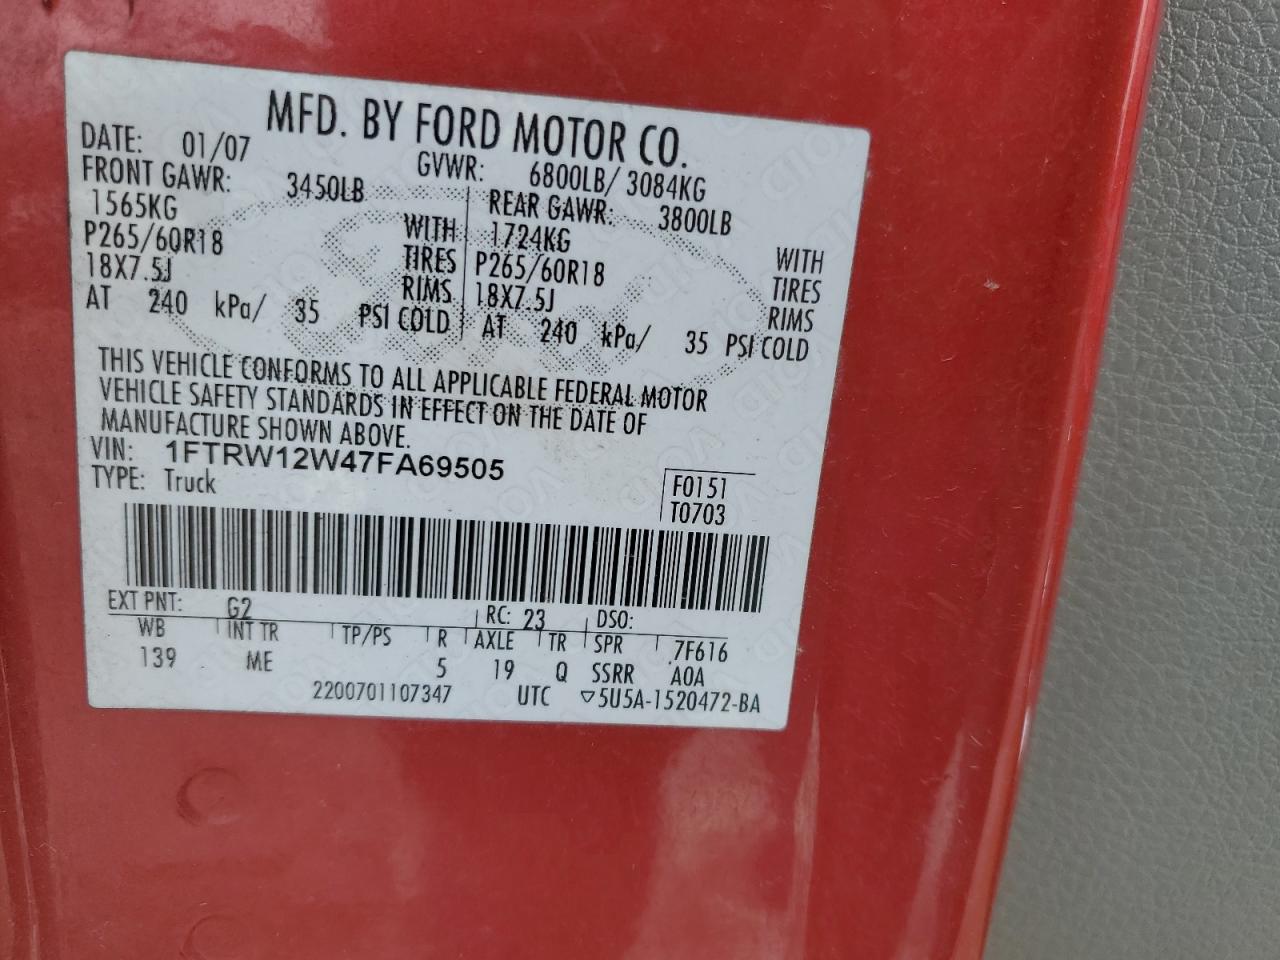 MFD. BY FORD MOTOR CO.
DATE: 01/07 GVWR: 6800LB/ 3084KG
FRONT GAWR: 3450LB REAR GAWR: 3800LB
1565KG WITH 1724KG WITH
P265/60R18 TIRES P265/60R18 TIRES
18X7.5J RIMS 18X7.5J RIMS
AT 240 kPa/ 35 PSI COLD AT 240 kPa/ 35 PSI COLD
THIS VEHICLE CONFORMS TO ALL APPLICABLE FEDERAL MOTOR
VEHICLE SAFETY STANDARDS IN EFFECT ON THE DATE OF
MANUFACTURE SHOWN ABOVE.
VIN: 1FTRW12W47FA69505
TYPE: Truck
F0151
T0703
EXT PNT: G2 RC: 23 DSO:
WB INT TR TP/PS R AXLE TR SPR 7F616
139 ME 5 19 Q SSRR A0A
2200701107347 UTC ▽5U5A-1520472-BA